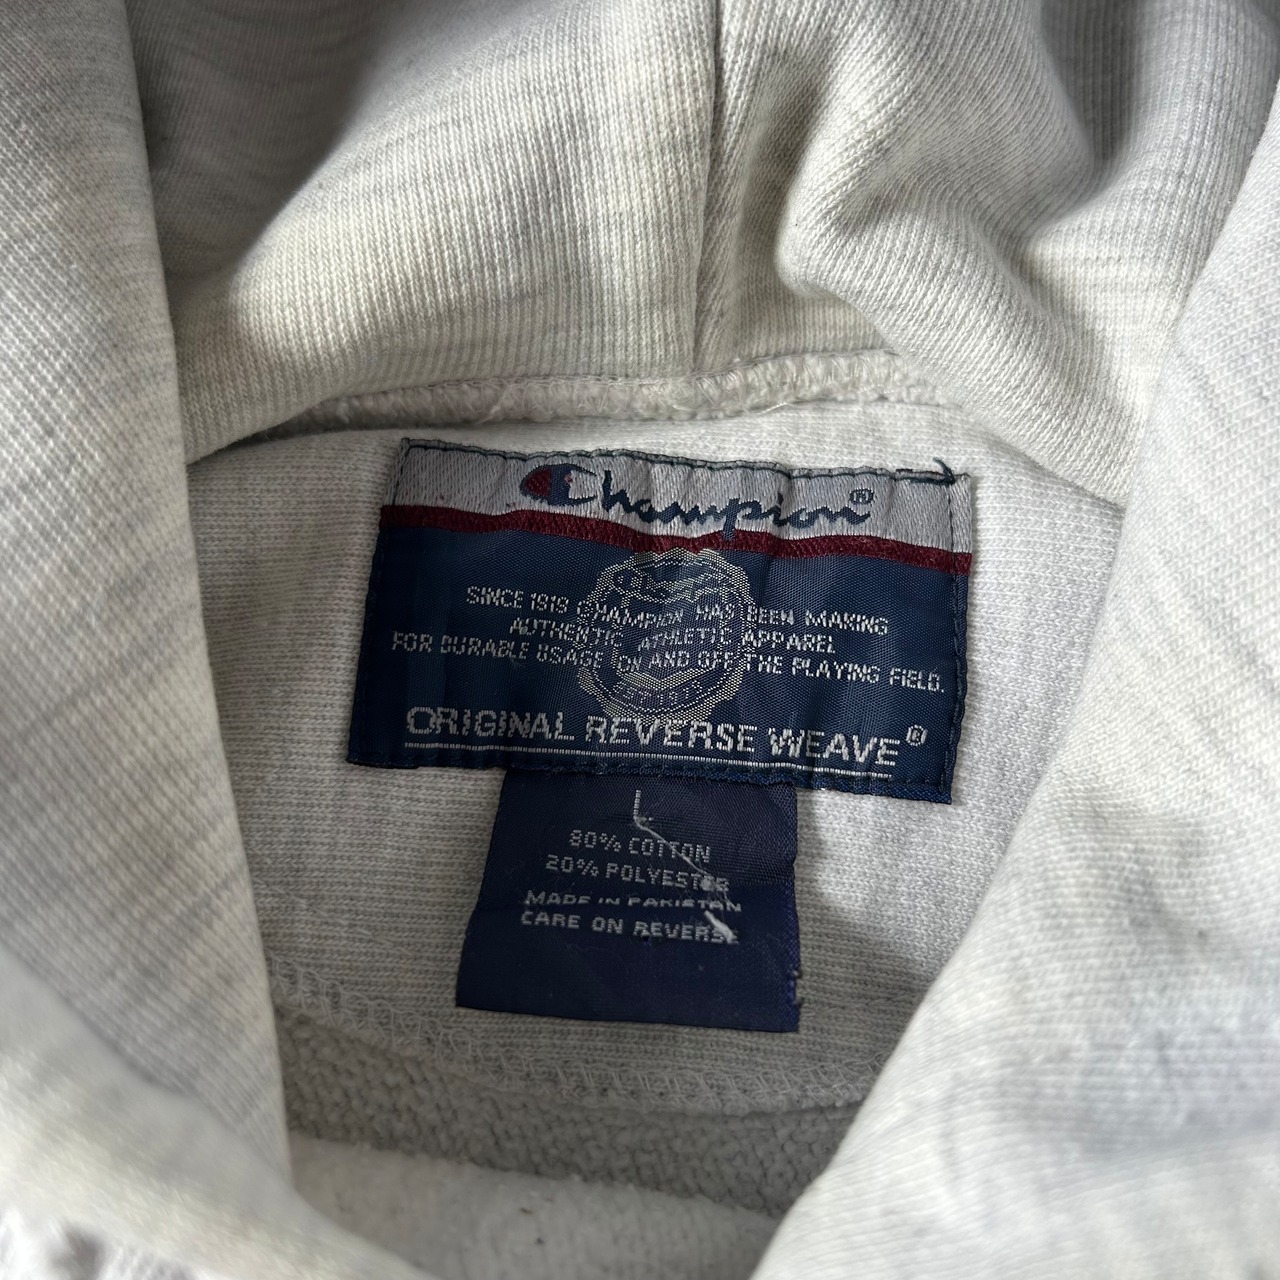 Champion®
SINCE 1919 CHAMPION HAS BEEN MAKING
AUTHENTIC ATHLETIC APPAREL
FOR DURABLE USAGE ON AND OFF THE PLAYING FIELD.
ORIGINAL REVERSE WEAVE®
L
80% COTTON
20% POLYESTER
MADE IN PAKISTAN
CARE ON REVERSE